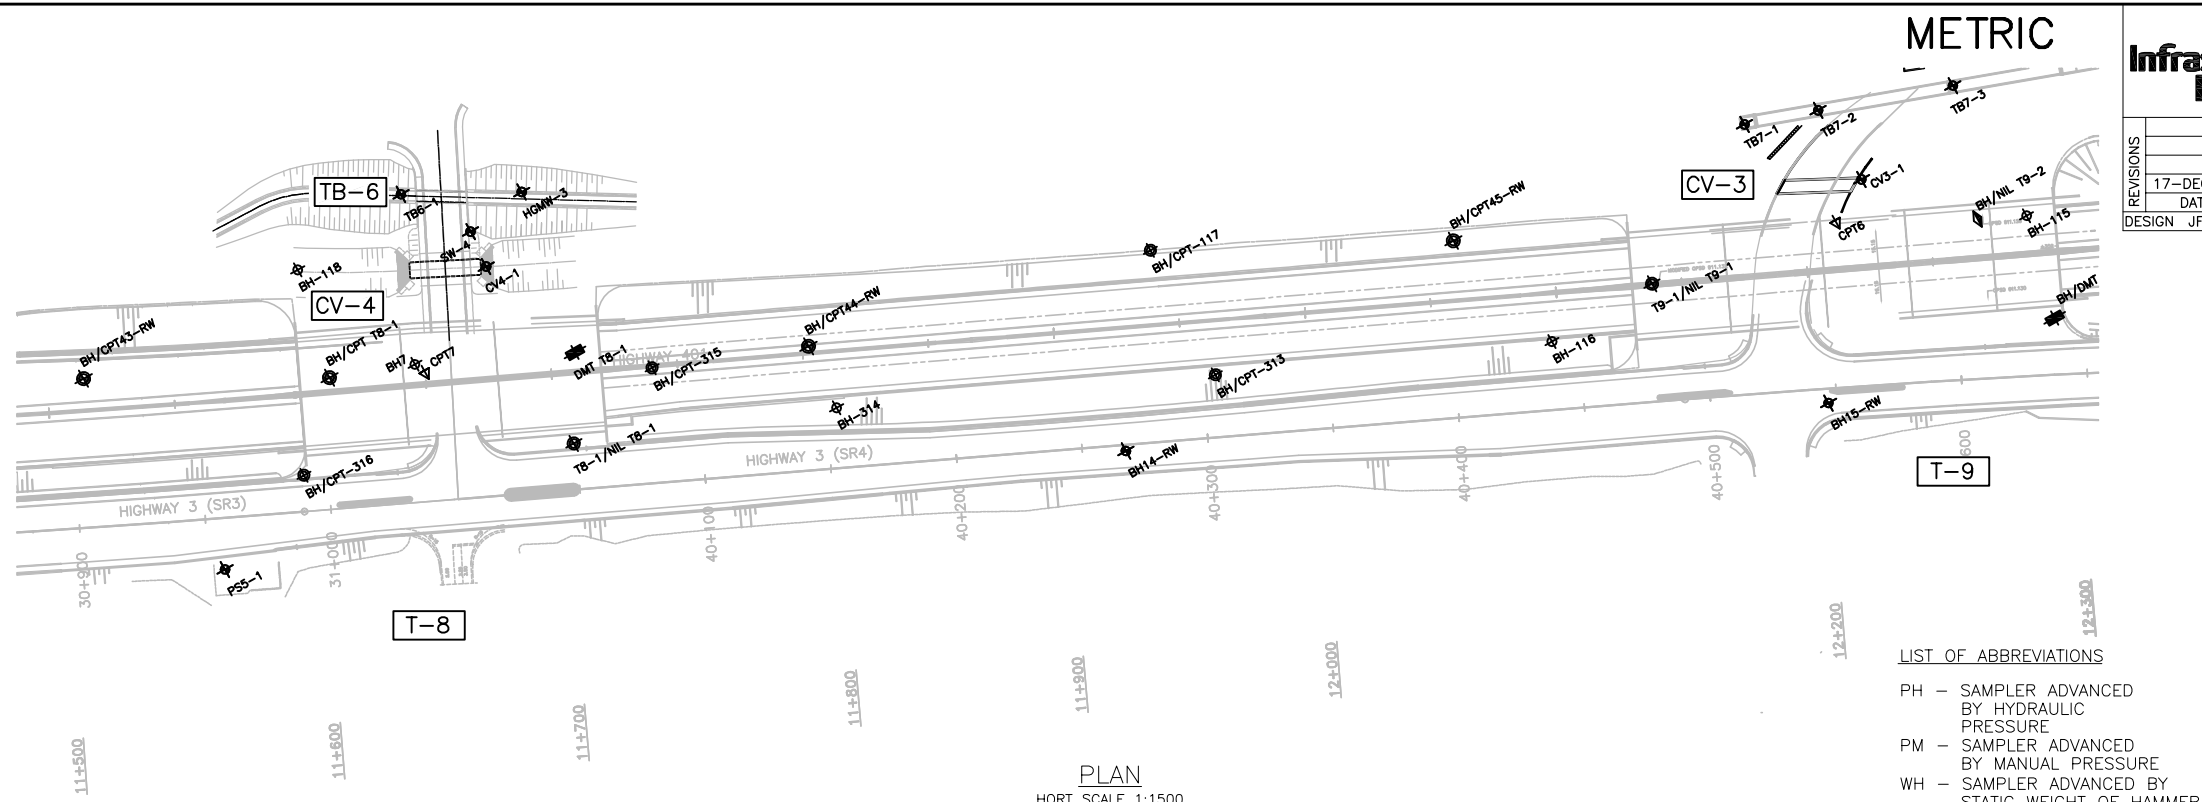 METRIC
Infra
REVISIONS
17-DE
DAT
DESIGN JF
TB7-3
TB7-2
TB7-1
CV-3
CV3-1
BH/NIL T9-2
BH-115
CPT6
TB-6
TB6-1
HGMW-3
SW-4
CV4-1
BH-118
CV-4
BH/CPT-117
BH/CPT45-RW
T9-1/NIL T9-1
BH/DMT
BH/CPT43-RW
BH/CPT T8-1
BH7
CPT7
DMT T8-1
HIGHWAY 40
BH/CPT-315
BH/CPT44-RW
BH-116
BH/CPT-313
BH-314
BH15-RW
T8-1/NIL T8-1
HIGHWAY 3 (SR4)
BH14-RW
T-9
BH/CPT-316
HIGHWAY 3 (SR3)
PS5-1
30+900
31+000
40+100
40+200
40+300
40+400
40+500
600
T-8
11+500
11+600
11+700
11+800
11+900
12+000
12+200
12+300
LIST OF ABBREVIATIONS
PH - SAMPLER ADVANCED
BY HYDRAULIC
PRESSURE
PM - SAMPLER ADVANCED
BY MANUAL PRESSURE
WH - SAMPLER ADVANCED BY
STATIC WEIGHT OF HAMMER
PLAN
HORT SCALE 1:1500